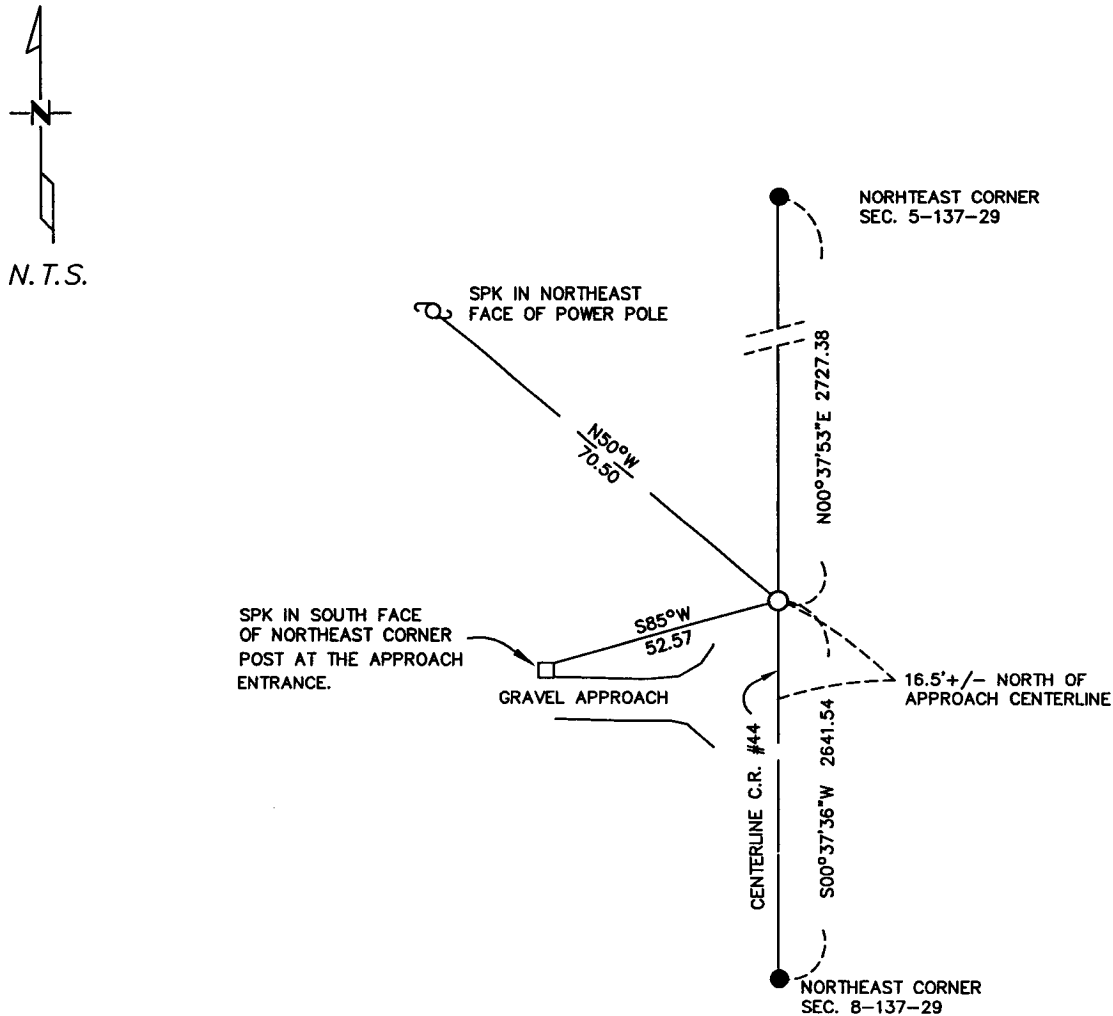 N
N.T.S.
NORHTEAST CORNER
SEC. 5-137-29
SPK IN NORTHEAST
FACE OF POWER POLE
N00°37'53"E 2727.38
N50°W
70.50
SPK IN SOUTH FACE
OF NORTHEAST CORNER
POST AT THE APPROACH
ENTRANCE.
S85°W
52.57
GRAVEL APPROACH
16.5'+/- NORTH OF
APPROACH CENTERLINE
CENTERLINE C.R. #44
S00°37'36"W 2641.54
NORTHEAST CORNER
SEC. 8-137-29